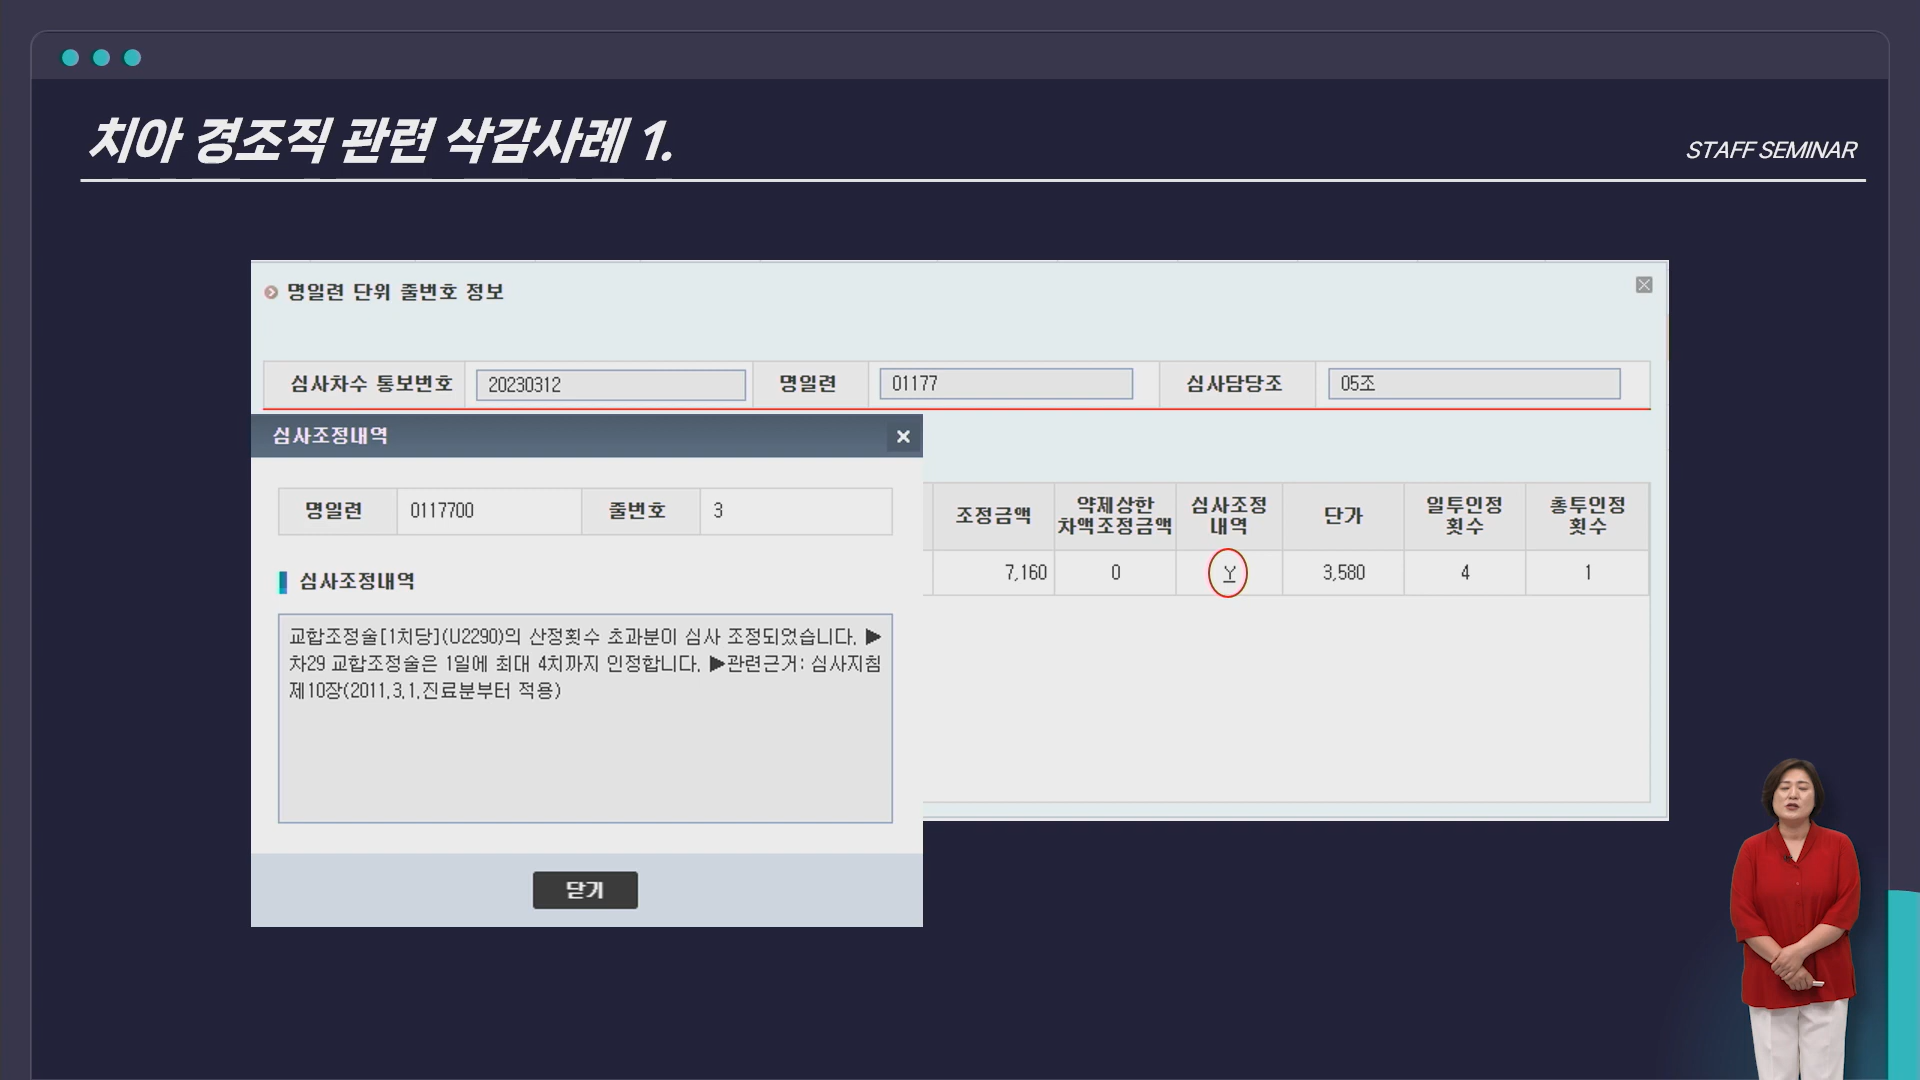 치아 경조직 관련 삭감사례 1.
STAFF SEMINAR
명일련 단위 줄번호 정보
심사차수 통보번호 20230312 명일련 01177 심사담당조 05조
심사조정내역
명일련 0117700 줄번호 3
심사조정내역
교합조정술[1치당](U2290)의 산정횟수 초과분이 심사 조정되었습니다. ▶
차29 교합조정술은 1일에 최대 4치까지 인정합니다. ▶관련근거: 심사지침
제10장(2011.3.1.진료분부터 적용)
닫기
조정금액 약제상한 차액조정금액 심사조정 내역 단가 일투인정 횟수 총투인정 횟수
7,160 0 Y 3,580 4 1